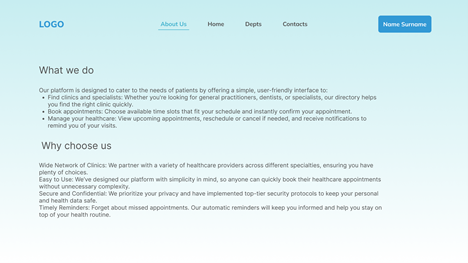 LOGO
About Us
Home
Depts
Contacts
Name Surname
What we do
Our platform is designed to cater to the needs of patients by offering a simple, user-friendly interface to:
• Find clinics and specialists: Whether you're looking for general practitioners, dentists, or specialists, our directory helps
you find the right clinic quickly.
• Book appointments: Choose available time slots that fit your schedule and instantly confirm your appointment.
• Manage your healthcare: View upcoming appointments, reschedule or cancel if needed, and receive notifications to
remind you of your visits.
Why choose us
Wide Network of Clinics: We partner with a variety of healthcare providers across different specialties, ensuring you have
plenty of choices.
Easy to Use: We've designed our platform with simplicity in mind, so anyone can quickly book their healthcare appointments
without unnecessary complexity.
Secure and Confidential: We prioritize your privacy and have implemented top-tier security protocols to keep your personal
and health data safe.
Timely Reminders: Forget about missed appointments. Our automatic reminders will keep you informed and help you stay on
top of your health routine.